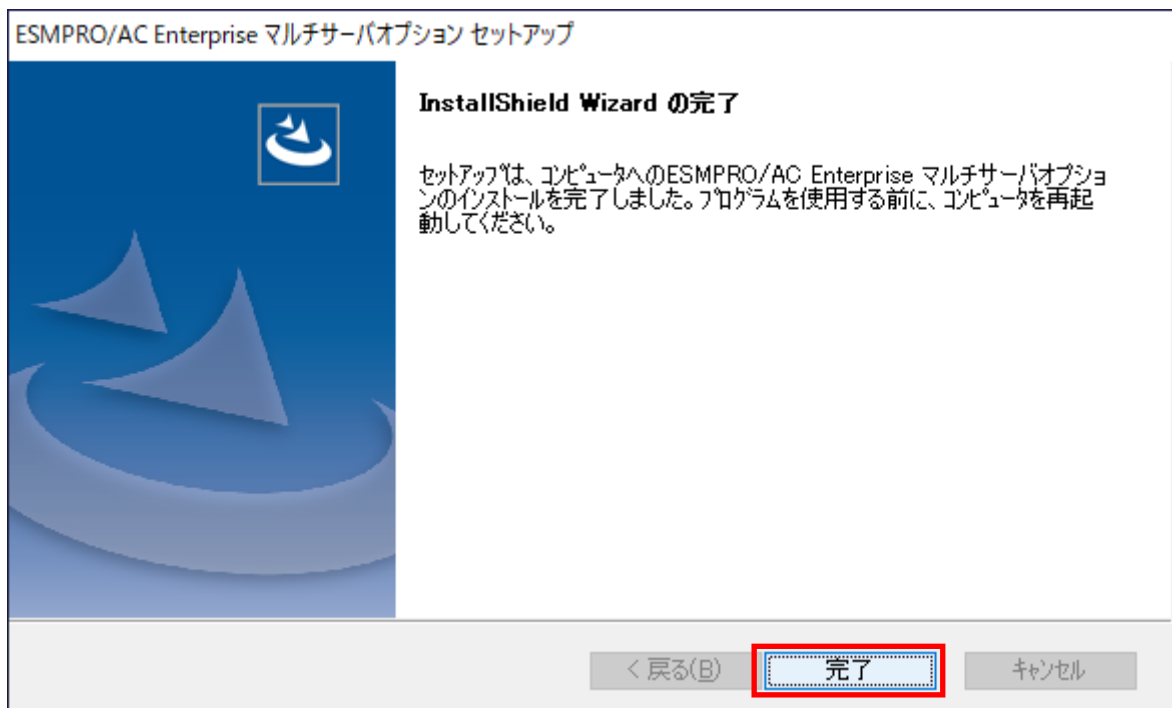 ESMPRO/AC Enterprise マルチサーバオプション セットアップ
InstallShield Wizard の完了
セットアップは、コンピュータへのESMPRO/AC Enterprise マルチサーバオプショ
ンのインストールを完了しました。プログラムを使用する前に、コンピュータを再起
動してください。
< 戻る(B)
完了
キャンセル